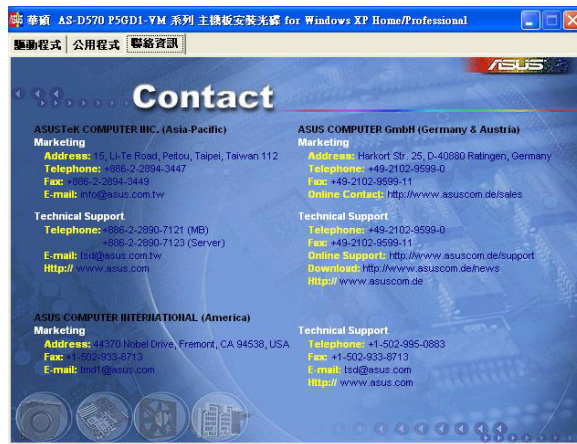 華碩 AS-D570 P5GD1-VM 系列 主機板安裝光碟 for Windows XP Home/Professional
驅動程式 公用程式 聯絡資訊
ASUS
Contact
ASUSTeK COMPUTER INC. (Asia-Pacific)
Marketing
Address: 15, Li-Te Road, Peitou, Taipei, Taiwan 112
Telephone: +886-2-2894-3447
Fax: +886-2-2894-3449
E-mail: info@asus.com.tw
Technical Support
Telephone: +886-2-2890-7121 (MB)
+886-2-2890-7123 (Server)
E-mail: tsd@asus.com.tw
Http:// www.asus.com
ASUS COMPUTER GmbH (Germany & Austria)
Marketing
Address: Harkort Str. 25, D-40880 Ratingen, Germany
Telephone: +49-2102-9599-0
Fax: +49-2102-9599-11
Online Contact: http://www.asuscom.de/sales
Technical Support
Telephone: +49-2102-9599-0
Fax: +49-2102-9599-11
Online Support: http://www.asuscom.de/support
Download: http://www.asuscom.de/news
Http:// www.asuscom.de
ASUS COMPUTER INTERNATIONAL (America)
Marketing
Address: 44370 Nobel Drive, Fremont, CA 94538, USA
Fax: +1-502-933-8713
E-mail: tmd1@asus.com
Technical Support
Telephone: +1-502-995-0883
Fax: +1-502-933-8713
E-mail: tsd@asus.com
Http:// www.asus.com